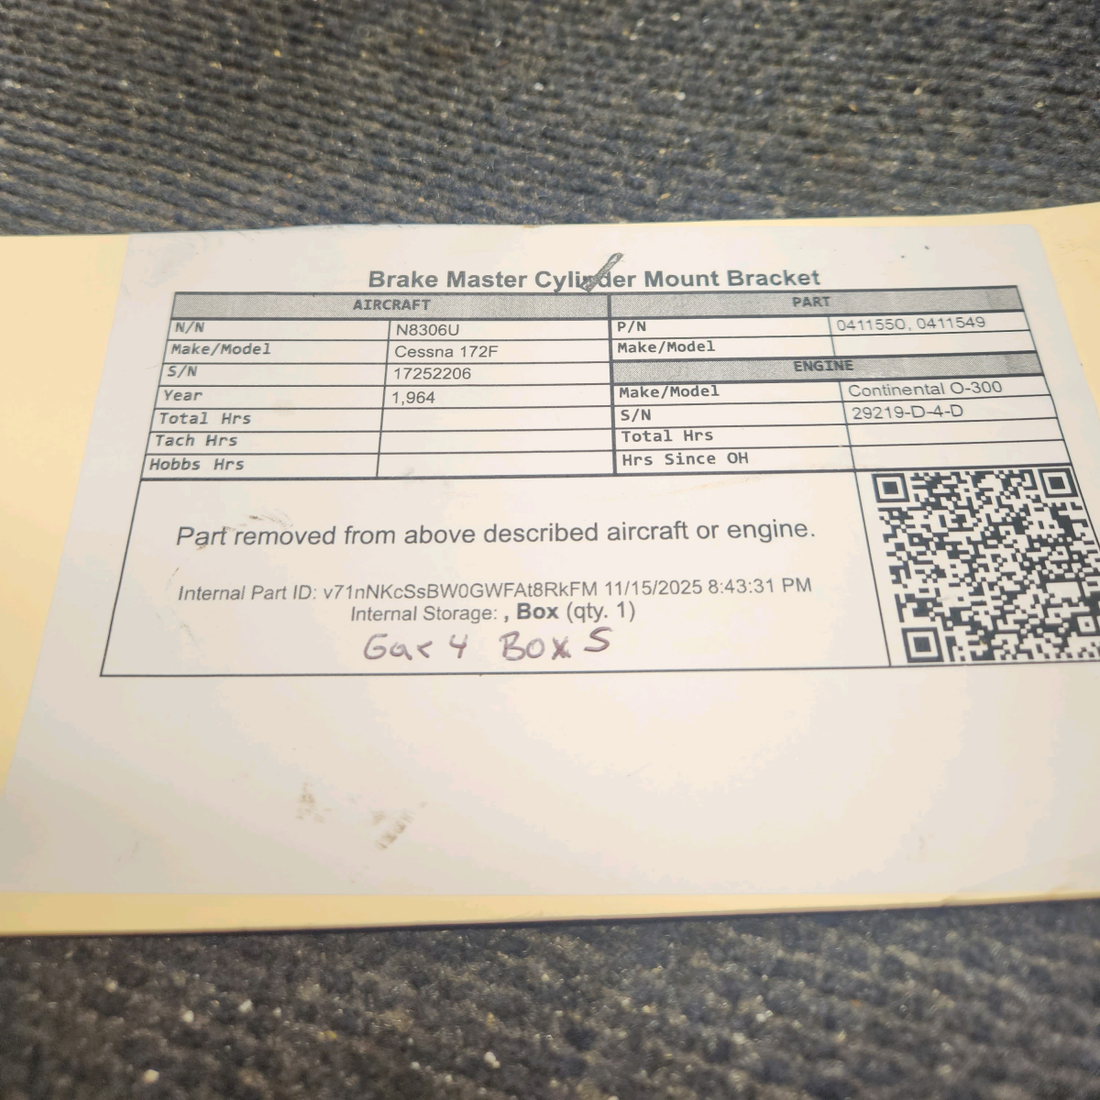 Brake Master Cylinder Mount Bracket
AIRCRAFT PART
N/N N8306U P/N 0411550, 0411549
Make/Model Cessna 172F Make/Model
S/N 17252206 ENGINE
Year 1,964 Make/Model Continental O-300
Total Hrs S/N 29219-D-4-D
Tach Hrs Total Hrs
Hobbs Hrs Hrs Since OH
Part removed from above described aircraft or engine.
Internal Part ID: v71nNKcSsBW0GWFAt8RkFM 11/15/2025 8:43:31 PM
Internal Storage: , Box (qty. 1)
Gar 4 Box S